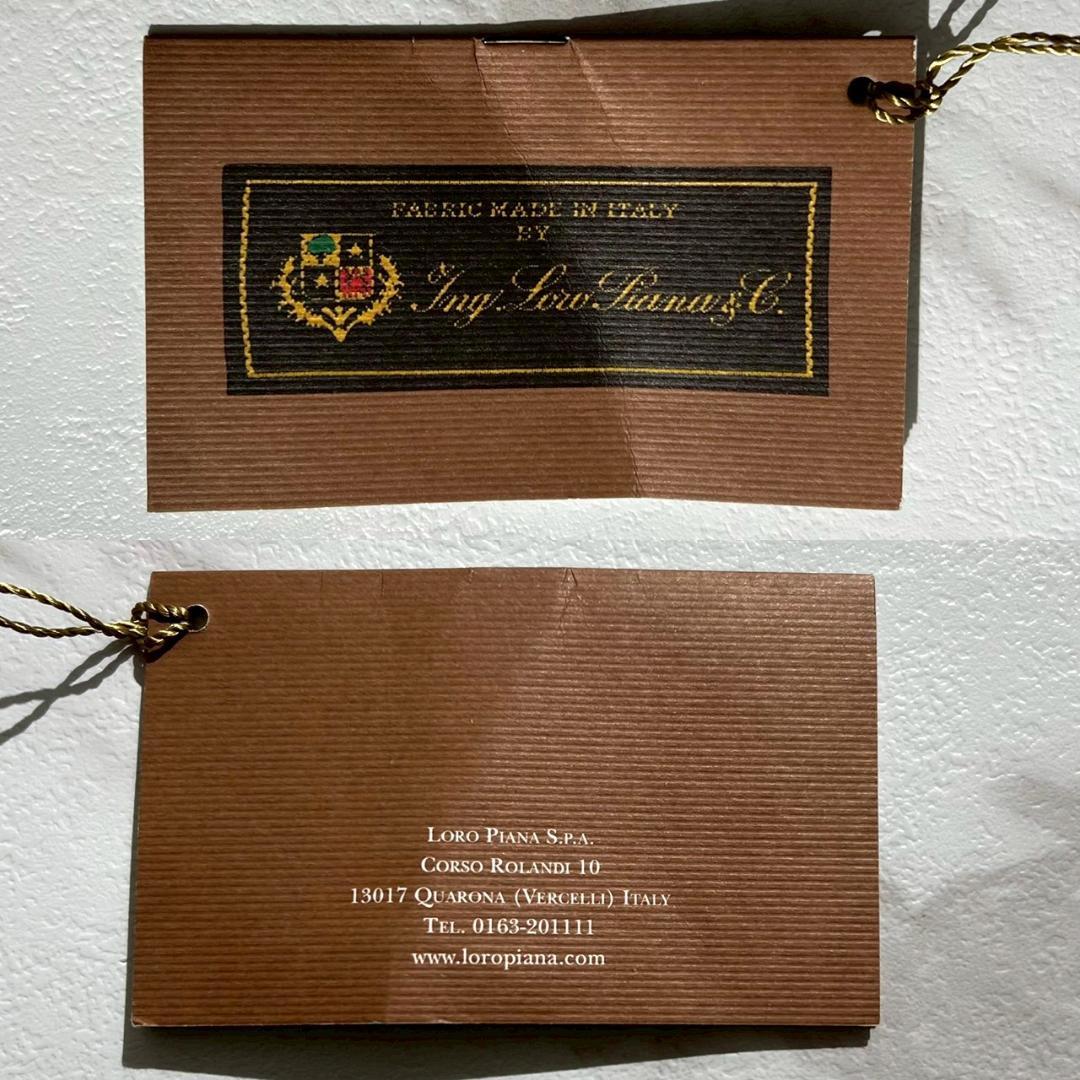 FABRIC MADE IN ITALY
BY
Ing. Loro Piana & C.
LORO PIANA S.P.A.
CORSO ROLANDI 10
13017 QUARONA (VERCELLI) ITALY
TEL. 0163-201111
www.loropiana.com